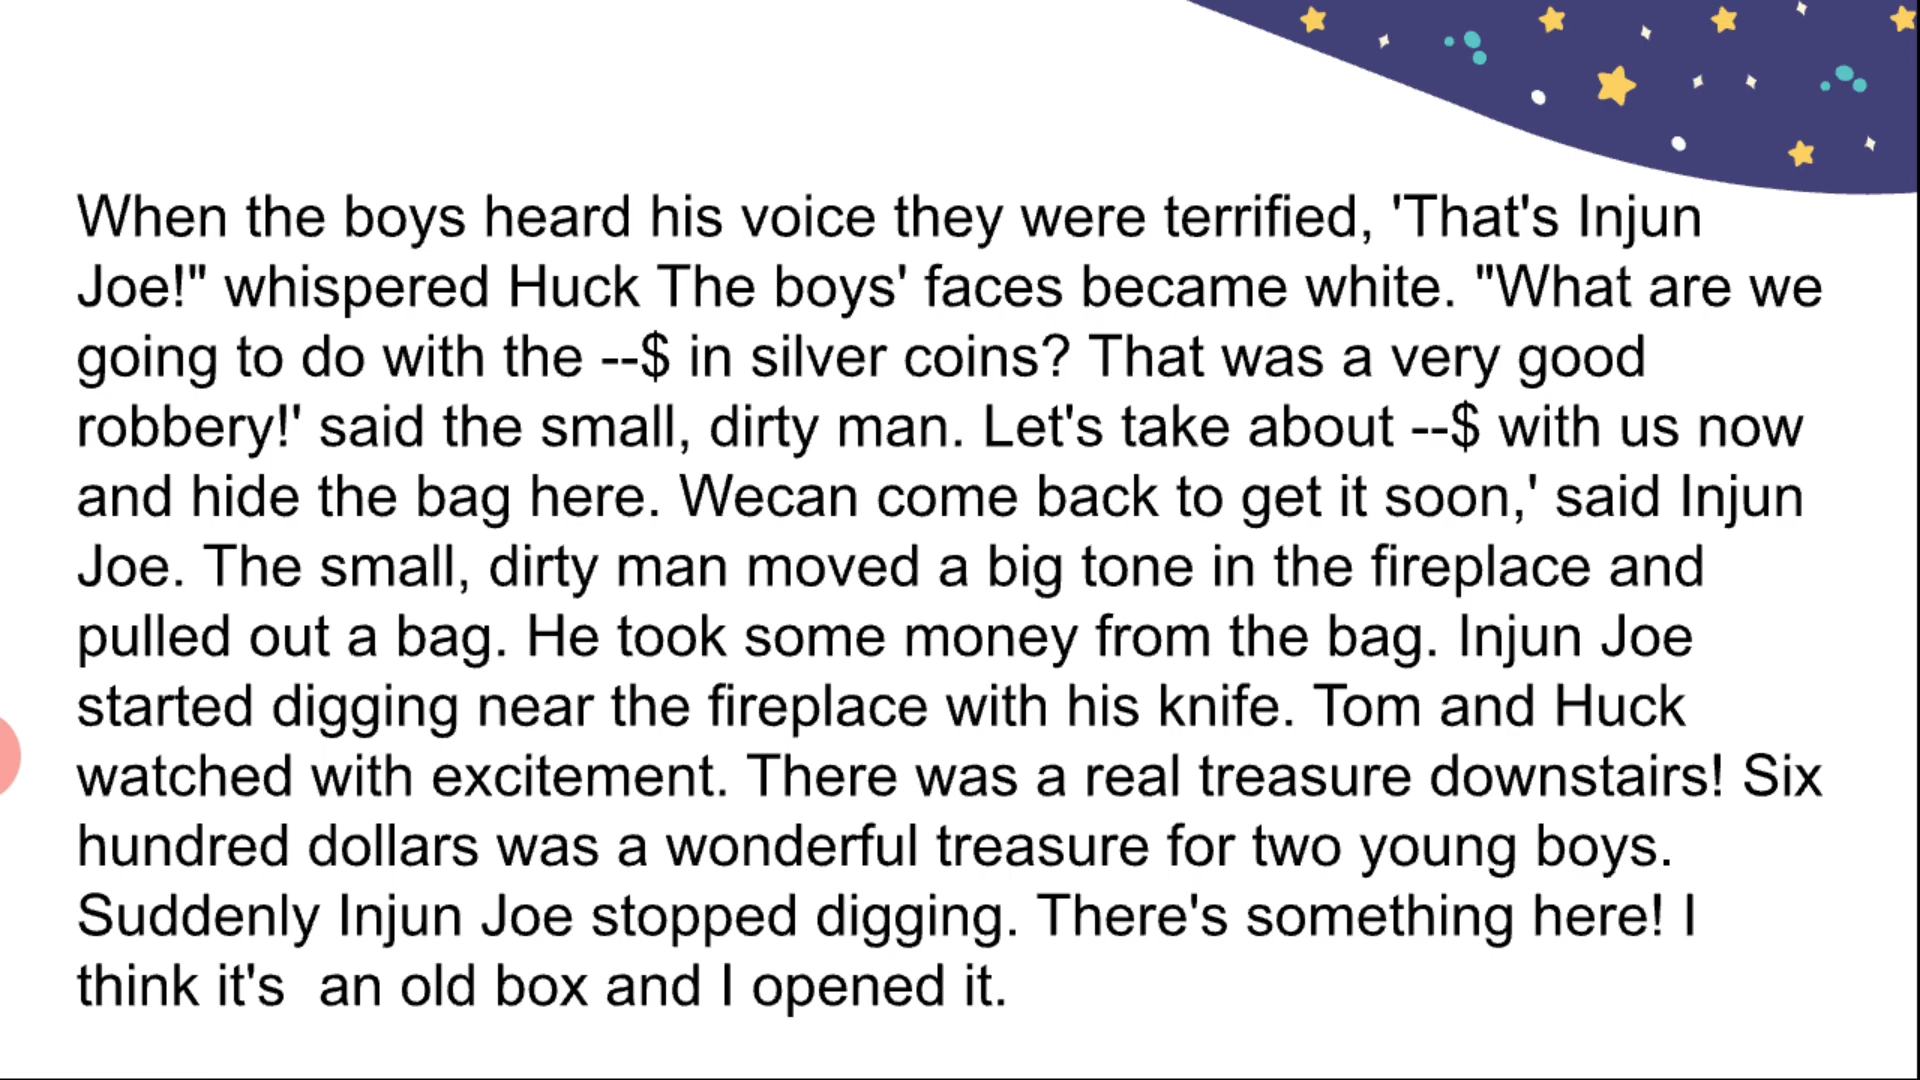 When the boys heard his voice they were terrified, 'That's Injun
Joe!" whispered Huck The boys' faces became white. "What are we
going to do with the --$ in silver coins? That was a very good
robbery!' said the small, dirty man. Let's take about --$ with us now
and hide the bag here. Wecan come back to get it soon,' said Injun
Joe. The small, dirty man moved a big tone in the fireplace and
pulled out a bag. He took some money from the bag. Injun Joe
started digging near the fireplace with his knife. Tom and Huck
watched with excitement. There was a real treasure downstairs! Six
hundred dollars was a wonderful treasure for two young boys.
Suddenly Injun Joe stopped digging. There's something here! I
think it's  an old box and I opened it.